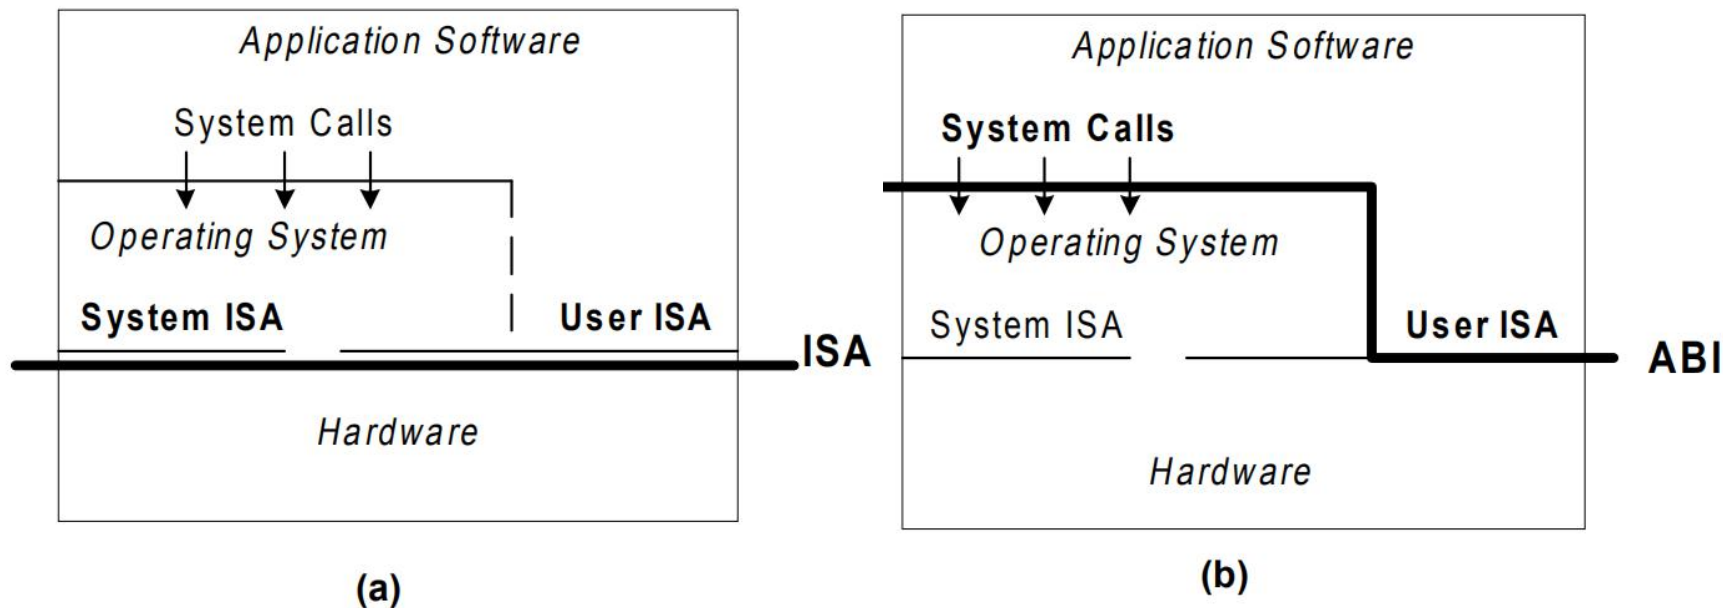 Application Software
System Calls
Operating System
System ISA
User ISA
ISA
Hardware
(a)
Application Software
System Calls
Operating System
System ISA
User ISA
ABI
Hardware
(b)